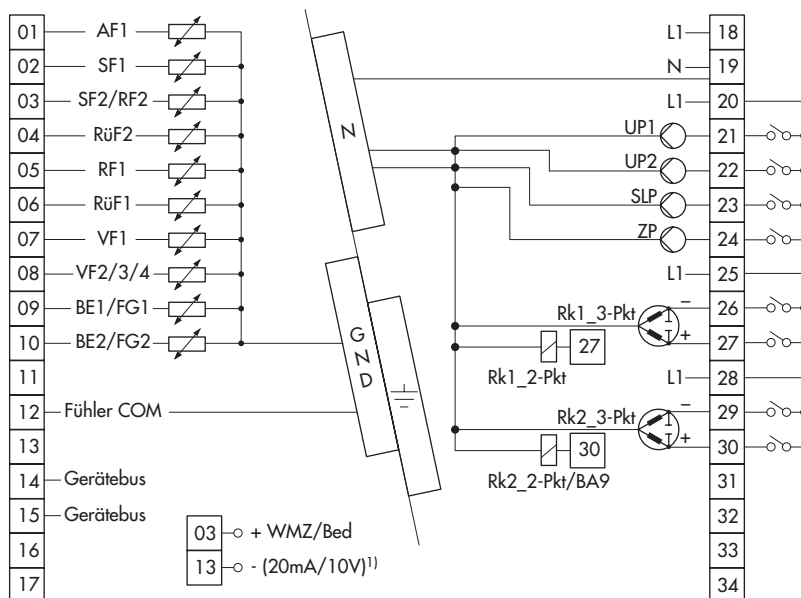 01 AF1
02 SF1
03 SF2/RF2
04 RüF2
05 RF1
06 RüF1
07 VF1
08 VF2/3/4
09 BE1/FG1
10 BE2/FG2
11
12 Fühler COM
13
14 Gerätebus
15 Gerätebus
16
17
03 + WMZ/Bed
13 - (20mA/10V)1)
N
GND
L1 18
N 19
L1 20
UP1 21
UP2 22
SLP 23
ZP 24
L1 25
Rk1_3-Pkt − 26
+ 27
27
Rk1_2-Pkt
L1 28
Rk2_3-Pkt − 29
+ 30
30
Rk2_2-Pkt/BA9
31
32
33
34